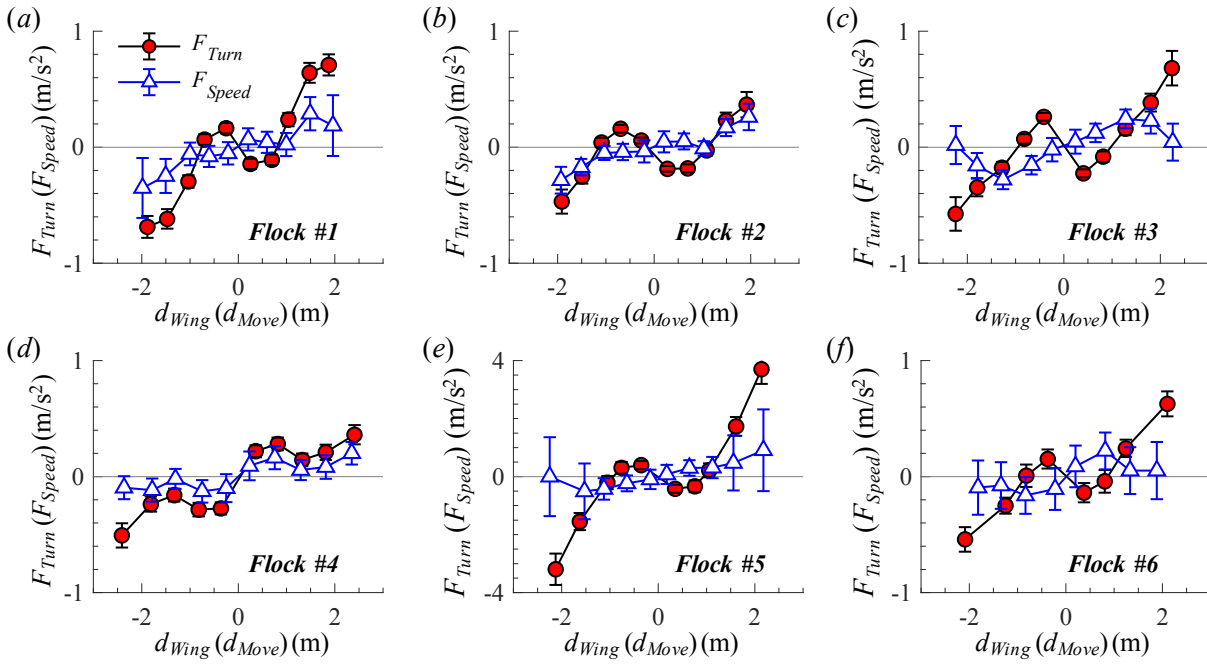 (a) (b) (c)
F_Turn
F_Speed
F_Turn (F_Speed) (m/s²) F_Turn (F_Speed) (m/s²) F_Turn (F_Speed) (m/s²)
1 1 1
0 0 0
-1 -1 -1
Flock #1 Flock #2 Flock #3
-2 0 2 -2 0 2 -2 0 2
d_Wing (d_Move) (m) d_Wing (d_Move) (m) d_Wing (d_Move) (m)
(d) (e) (f)
F_Turn (F_Speed) (m/s²) F_Turn (F_Speed) (m/s²) F_Turn (F_Speed) (m/s²)
1 4 1
0 0 0
-1 -4 -1
Flock #4 Flock #5 Flock #6
-2 0 2 -2 0 2 -2 0 2
d_Wing (d_Move) (m) d_Wing (d_Move) (m) d_Wing (d_Move) (m)